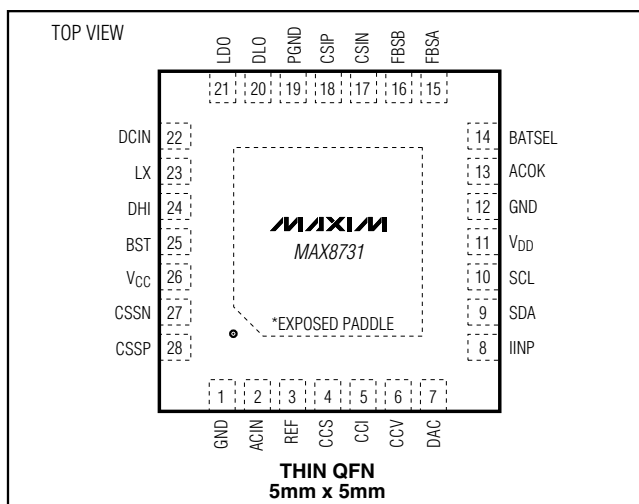 TOP VIEW
LDO
DLO
PGND
CSIP
CSIN
FBSB
FBSA
21 20 19 18 17 16 15
DCIN 22
LX 23
DHI 24
BST 25
VCC 26
CSSN 27
CSSP 28
14 BATSEL
13 ACOK
12 GND
11 VDD
10 SCL
9 SDA
8 IINP
MAXIM
MAX8731
*EXPOSED PADDLE
1 2 3 4 5 6 7
GND
ACIN
REF
CCS
CCI
CCV
DAC
THIN QFN
5mm x 5mm